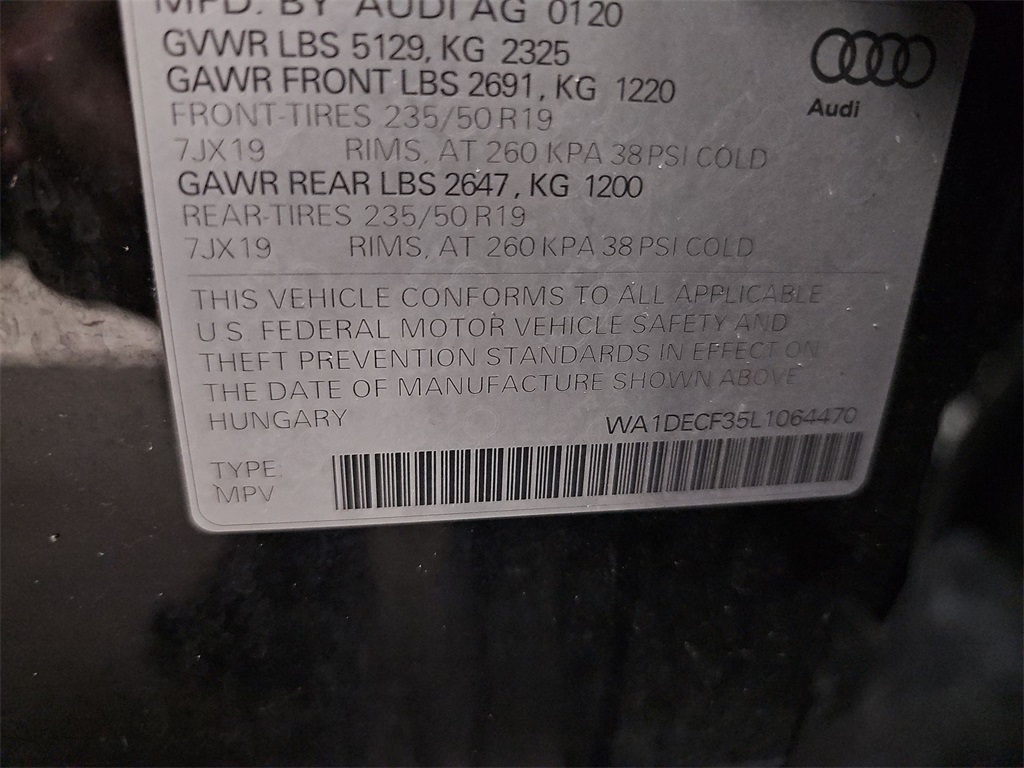 MFD. BY AUDI AG 0120
GVWR LBS 5129, KG 2325
GAWR FRONT LBS 2691, KG 1220
FRONT-TIRES 235/50 R19
7JX19 RIMS, AT 260 KPA 38 PSI COLD
GAWR REAR LBS 2647, KG 1200
REAR-TIRES 235/50 R19
7JX19 RIMS, AT 260 KPA 38 PSI COLD
Audi
THIS VEHICLE CONFORMS TO ALL APPLICABLE
U.S. FEDERAL MOTOR VEHICLE SAFETY AND
THEFT PREVENTION STANDARDS IN EFFECT ON
THE DATE OF MANUFACTURE SHOWN ABOVE
HUNGARY WA1DECF35L1064470
TYPE:
MPV